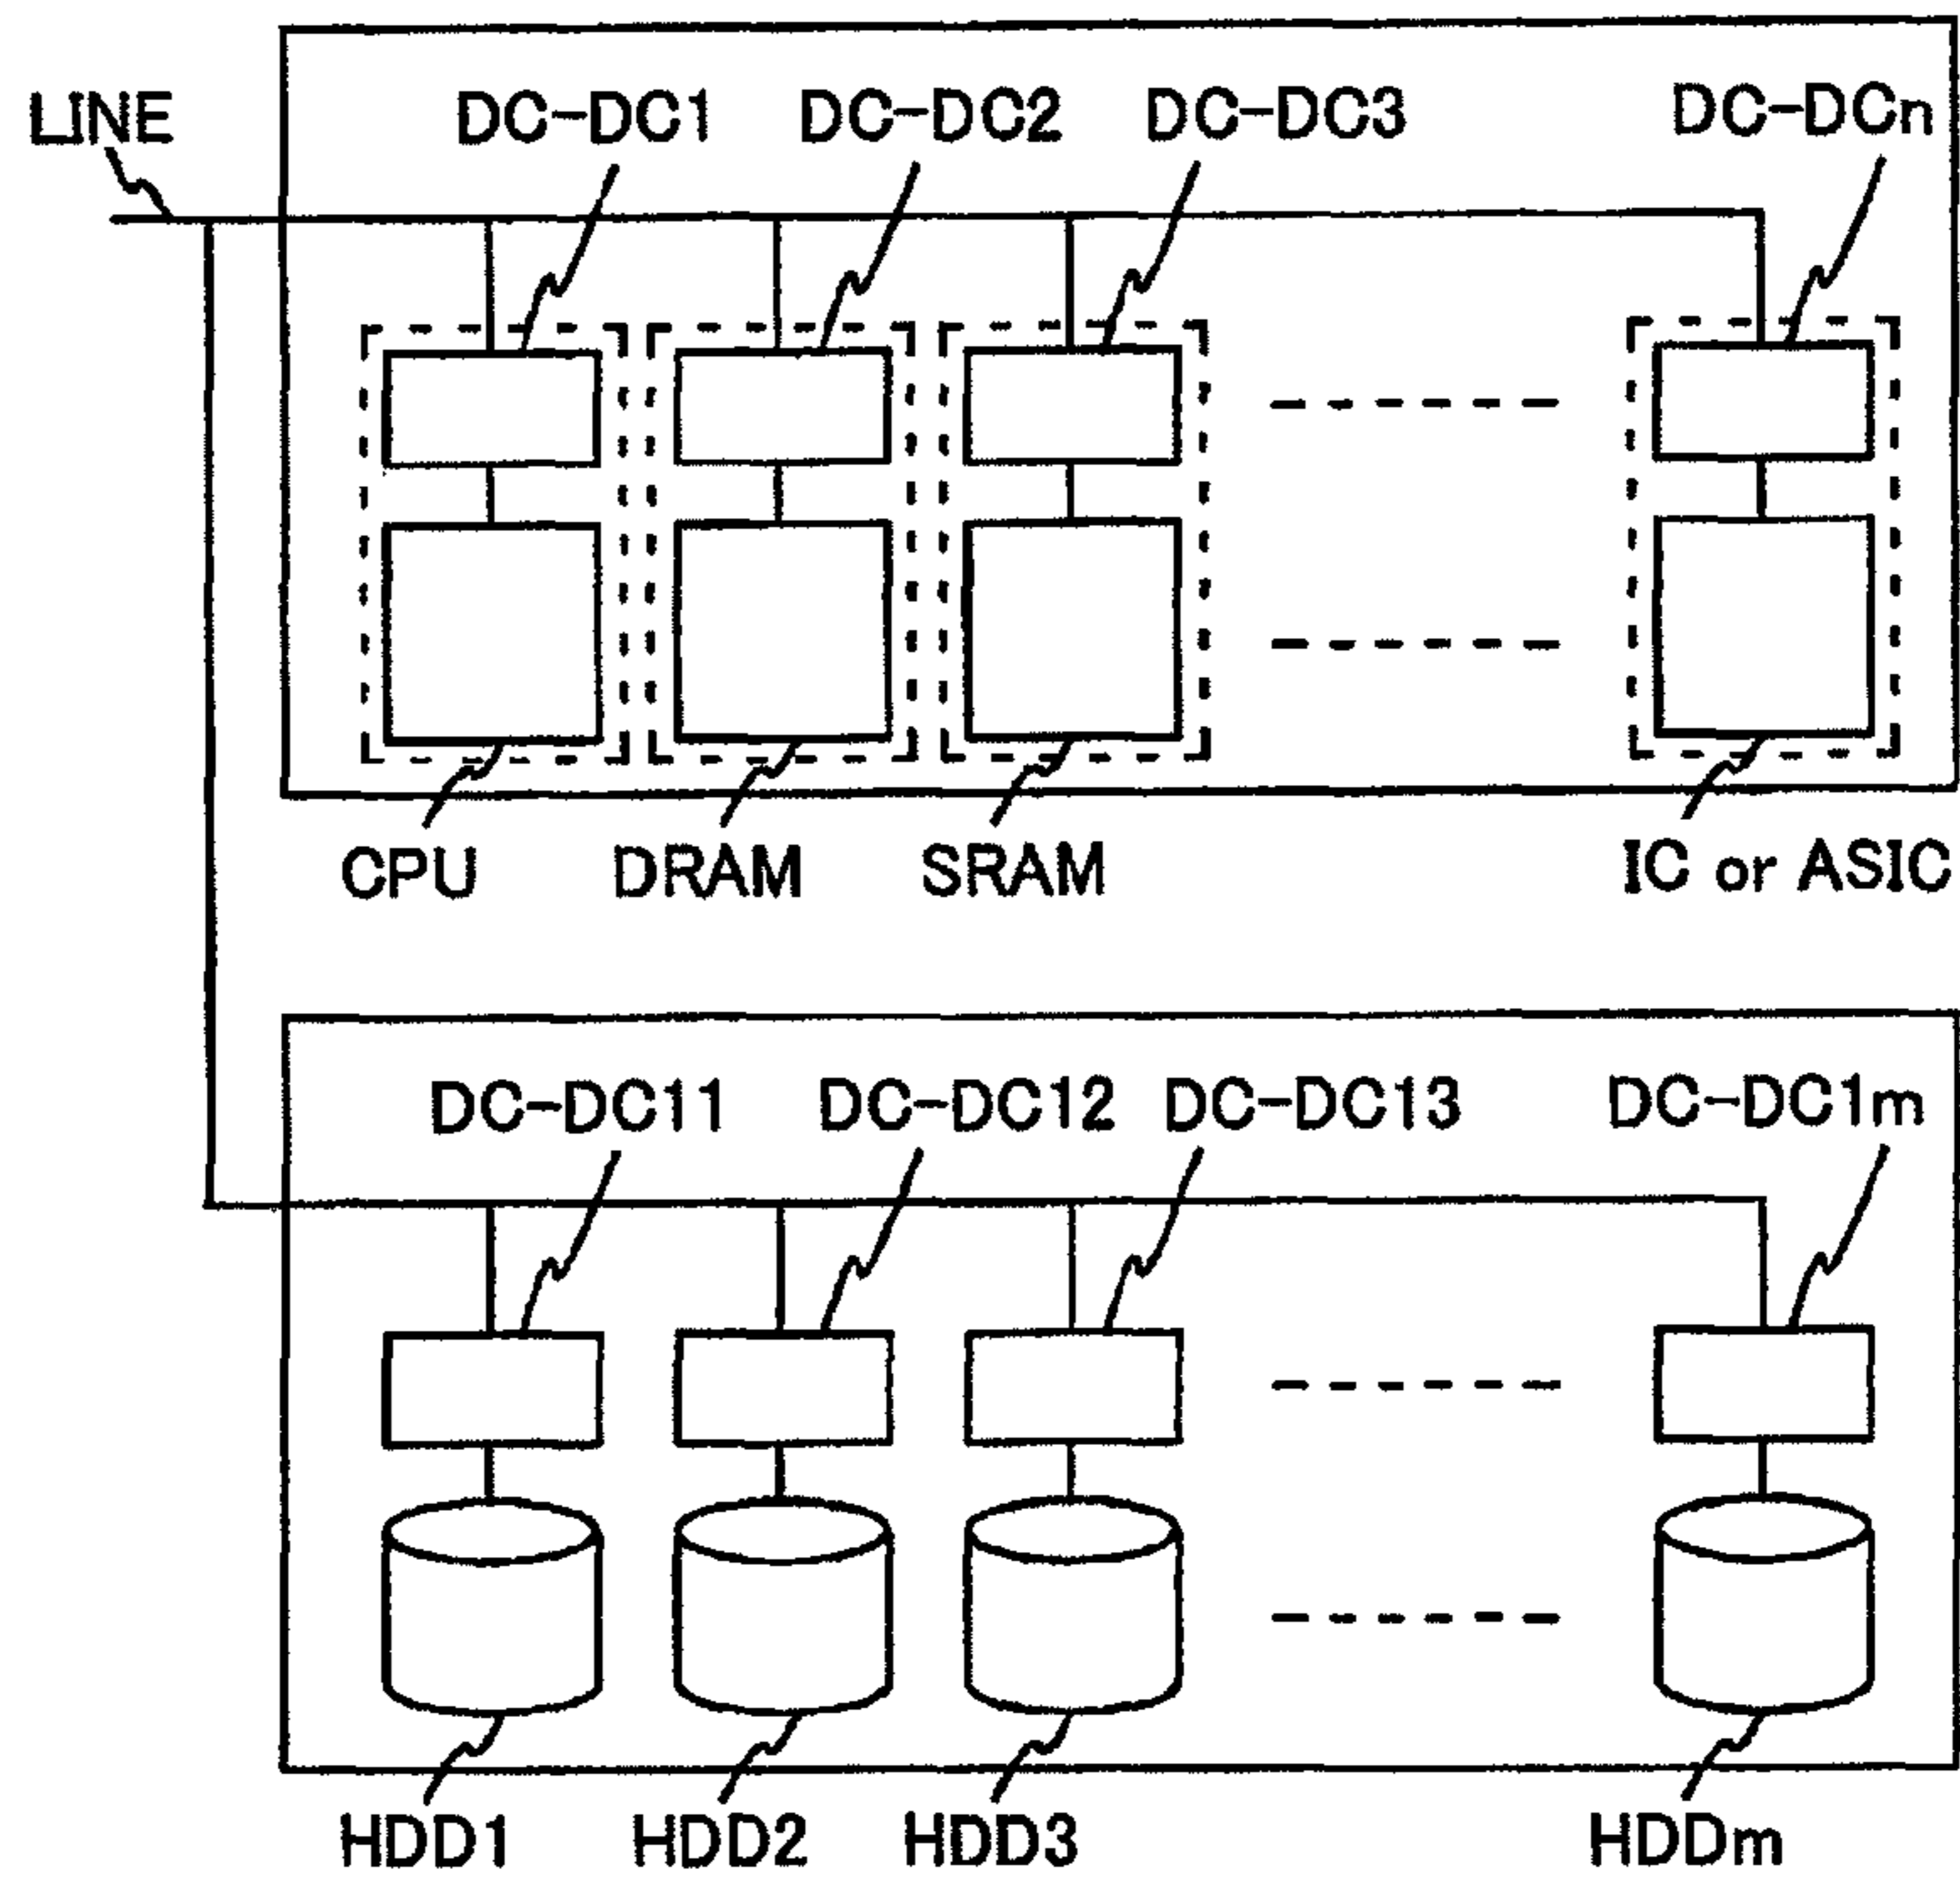 LINE
DC-DC1 DC-DC2 DC-DC3 DC-DCn
CPU DRAM SRAM IC or ASIC
DC-DC11 DC-DC12 DC-DC13 DC-DC1m
HDD1 HDD2 HDD3 HDDm